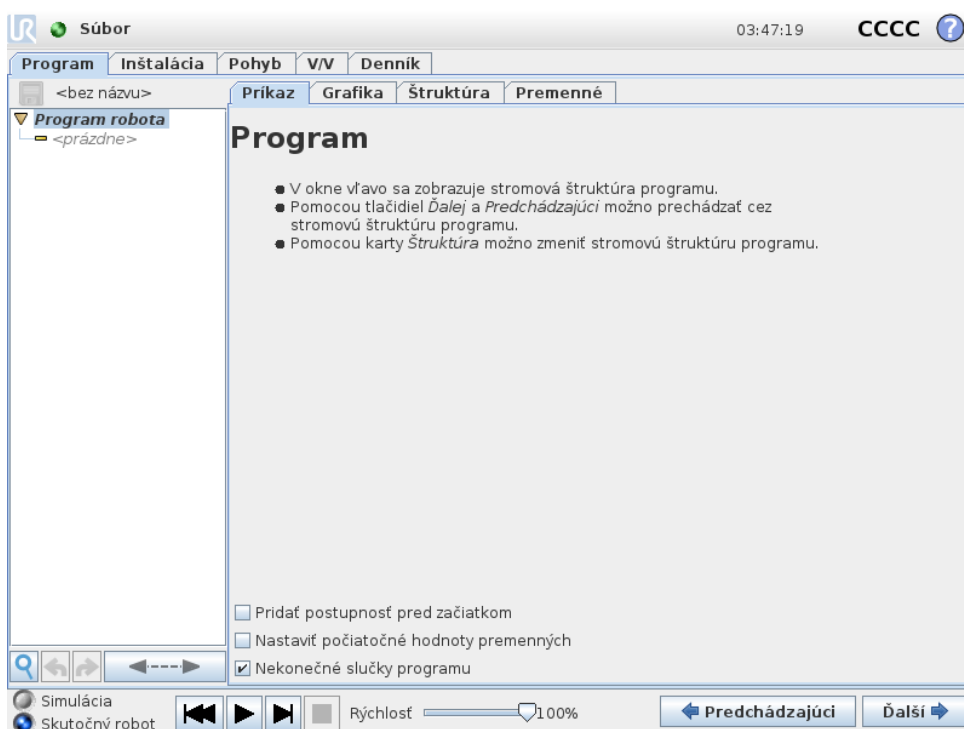 UR Súbor 03:47:19 CCCC ?
Program Inštalácia Pohyb V/V Denník
<bez názvu> Príkaz Grafika Štruktúra Premenné
Program robota
<prázdne>
Program
V okne vľavo sa zobrazuje stromová štruktúra programu.
Pomocou tlačidiel Ďalej a Predchádzajúci možno prechádzať cez
stromovú štruktúru programu.
Pomocou karty Štruktúra možno zmeniť stromovú štruktúru programu.
Pridať postupnosť pred začiatkom
Nastaviť počiatočné hodnoty premenných
Nekonečné slučky programu
Simulácia
Skutočný robot
Rýchlosť 100%
Predchádzajúci Ďalší